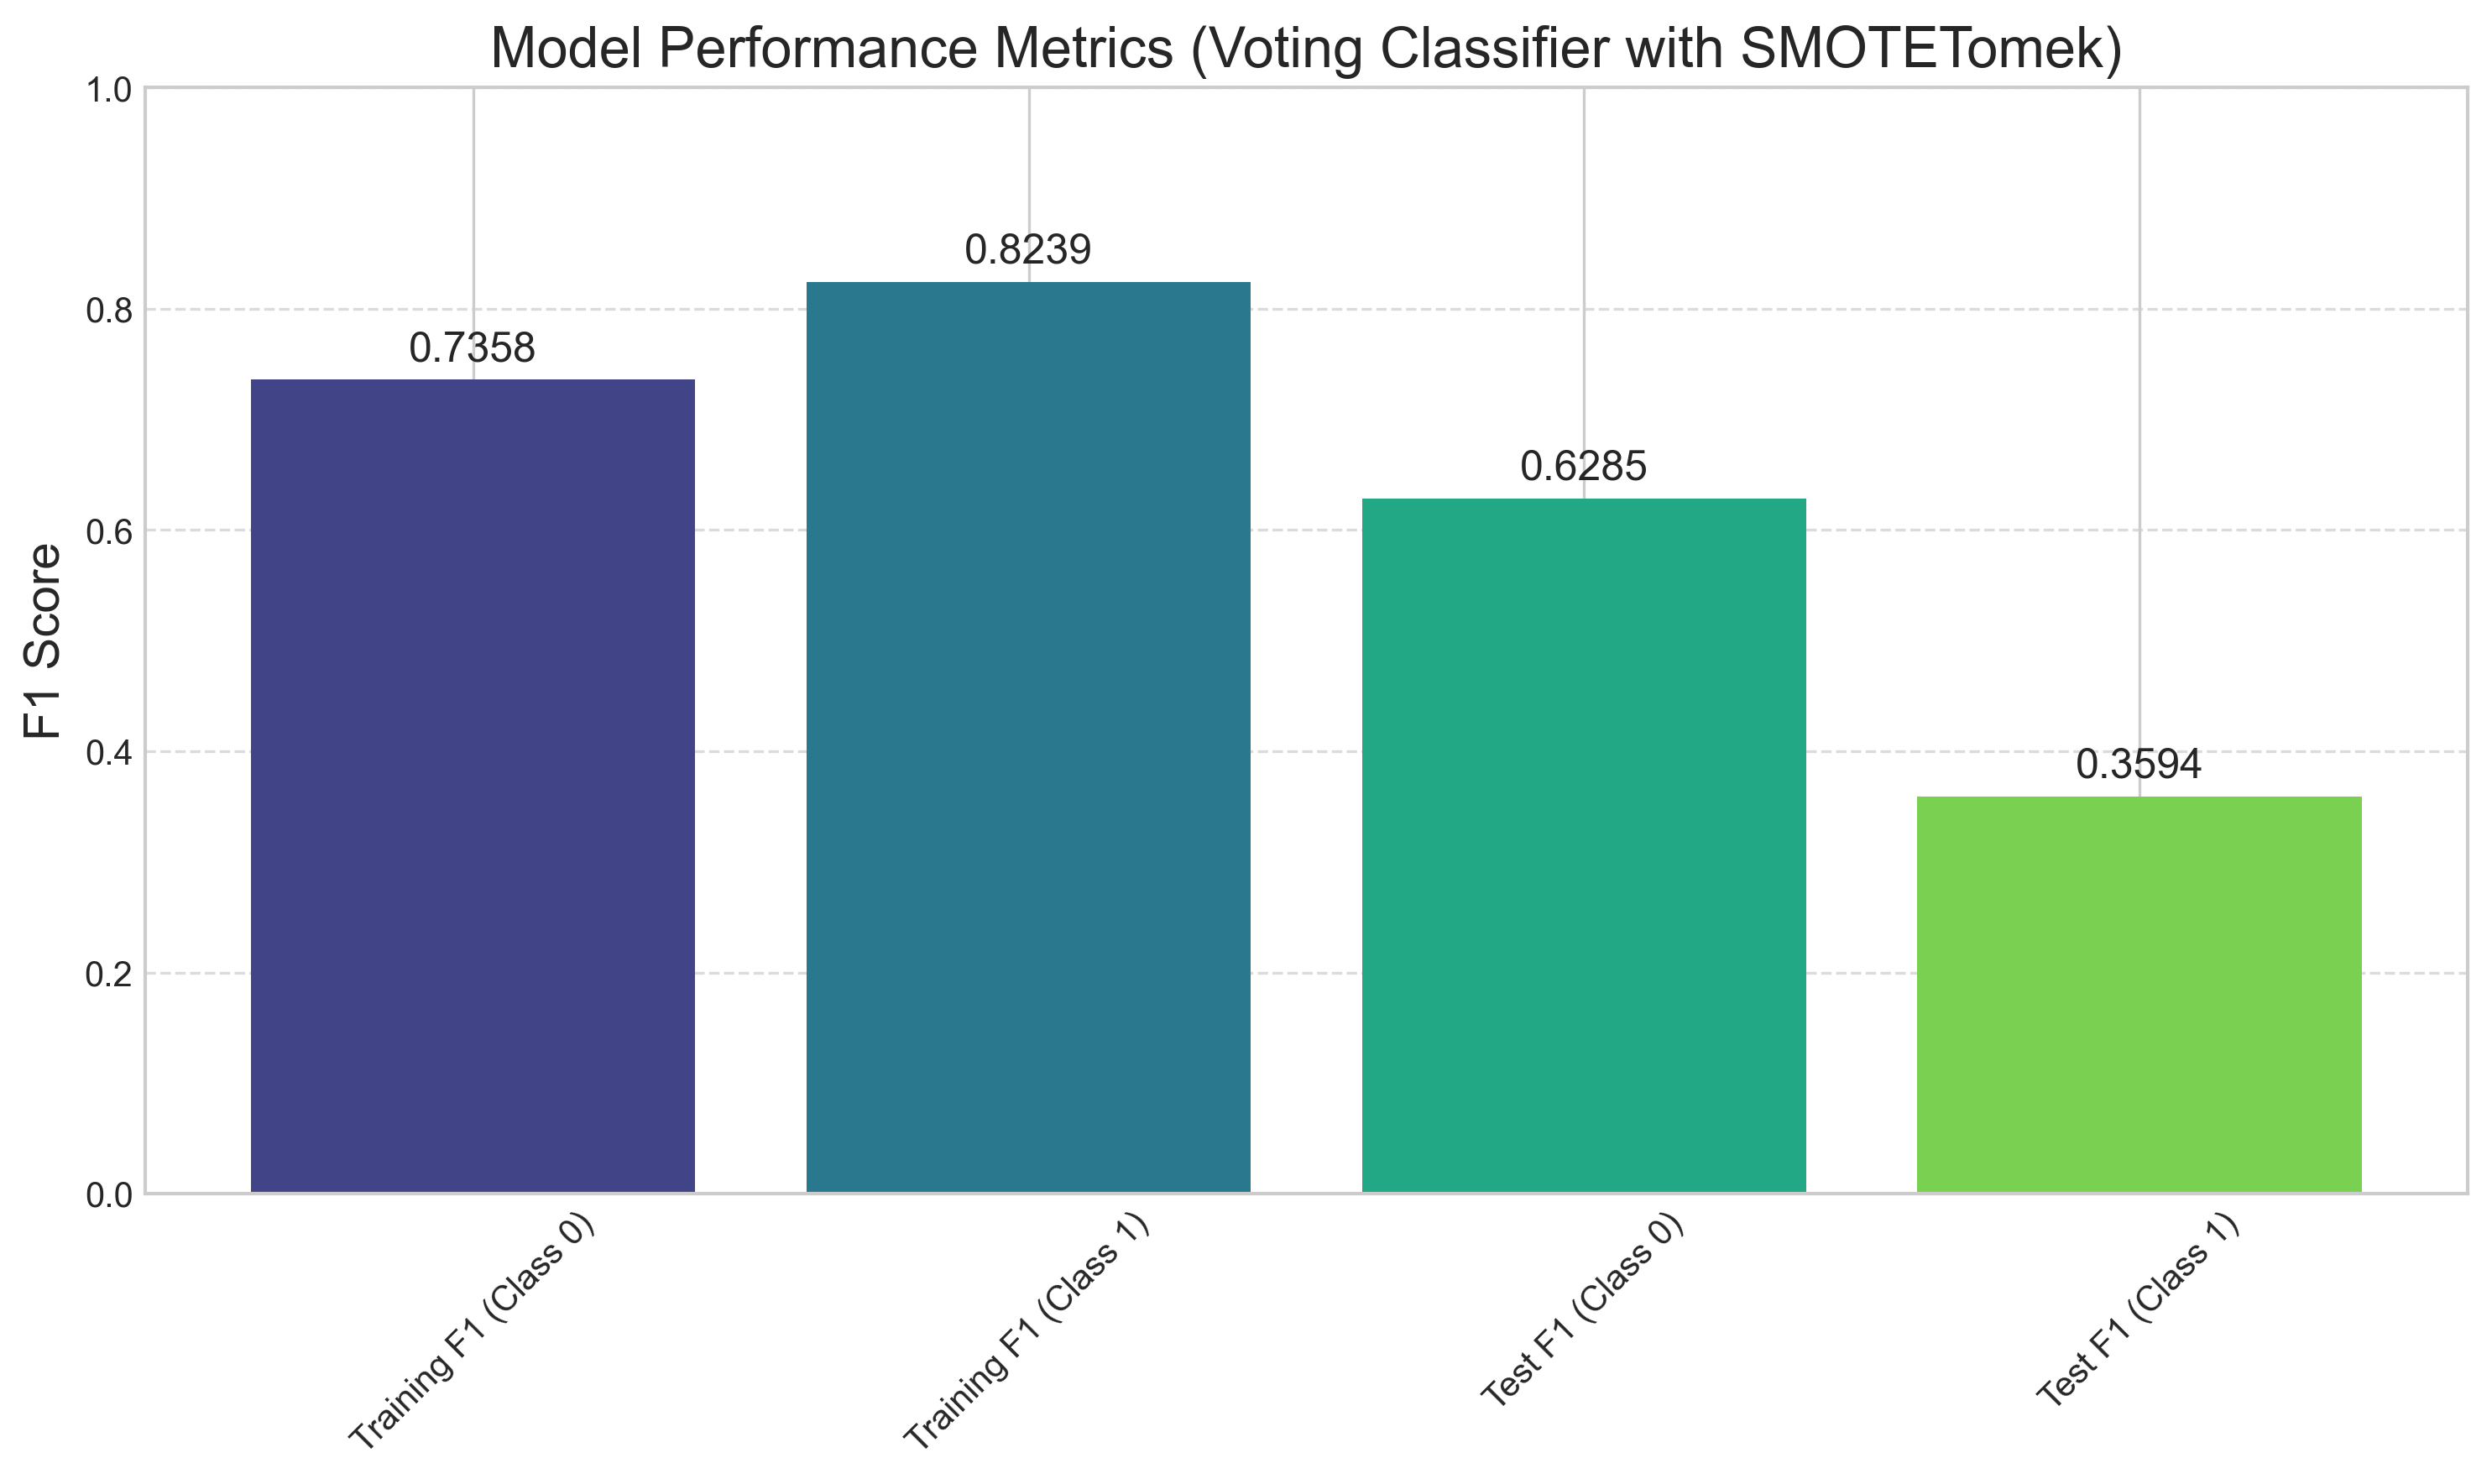 Model Performance Metrics (Voting Classifier with SMOTETomek)
1.0
0.8
0.6
0.4
0.2
0.0
F1 Score
0.7358
0.8239
0.6285
0.3594
Training F1 (Class 0)
Training F1 (Class 1)
Test F1 (Class 0)
Test F1 (Class 1)